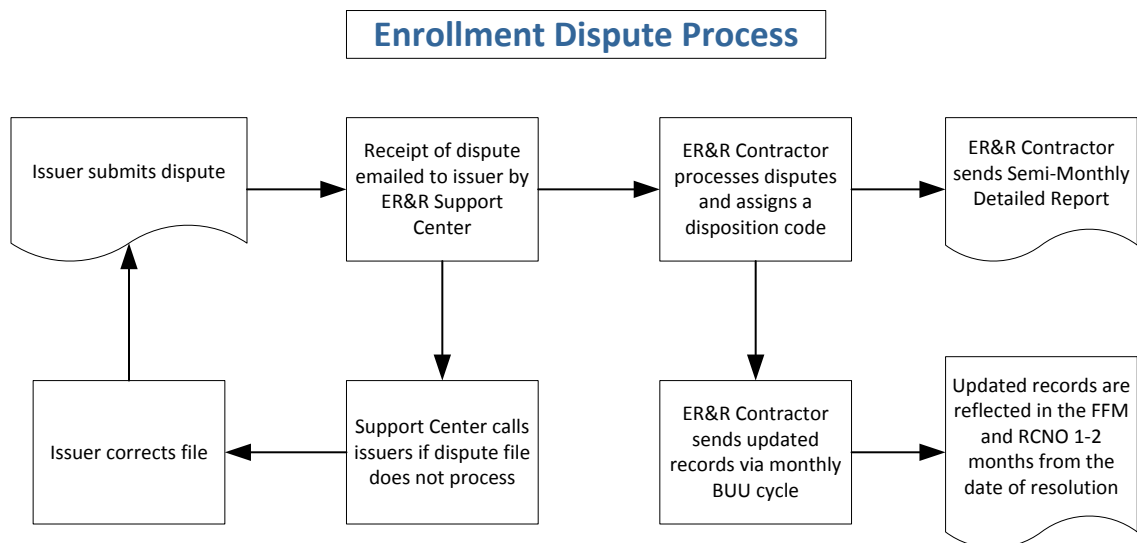 Enrollment Dispute Process
Issuer submits dispute
Receipt of dispute
emailed to issuer by
ER&R Support
Center
ER&R Contractor
processes disputes
and assigns a
disposition code
ER&R Contractor
sends Semi-Monthly
Detailed Report
Issuer corrects file
Support Center calls
issuers if dispute file
does not process
ER&R Contractor
sends updated
records via monthly
BUU cycle
Updated records are
reflected in the FFM
and RCNO 1-2
months from the
date of resolution